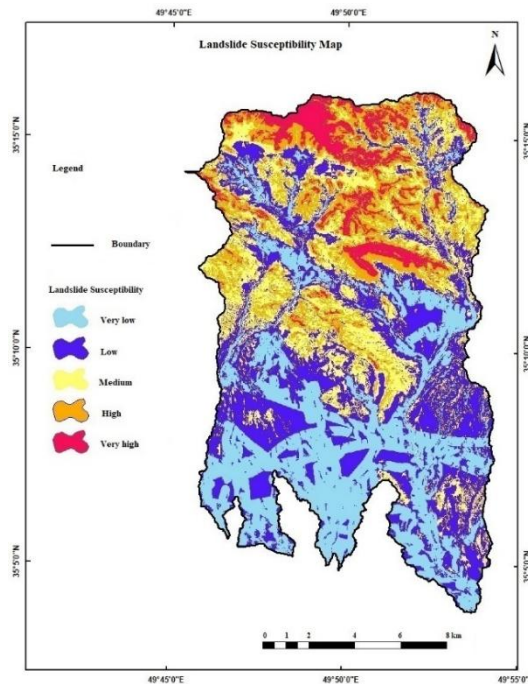 49°45'0"E 49°50'0"E
Landslide Susceptibility Map
N
35°15'0"N
Legend
Boundary
Landslide Susceptibility
Very low
35°10'0"N
Low
Medium
High
Very high
35°5'0"N
0 1 2 4 6 8 km
49°45'0"E 49°50'0"E 49°55'0"E